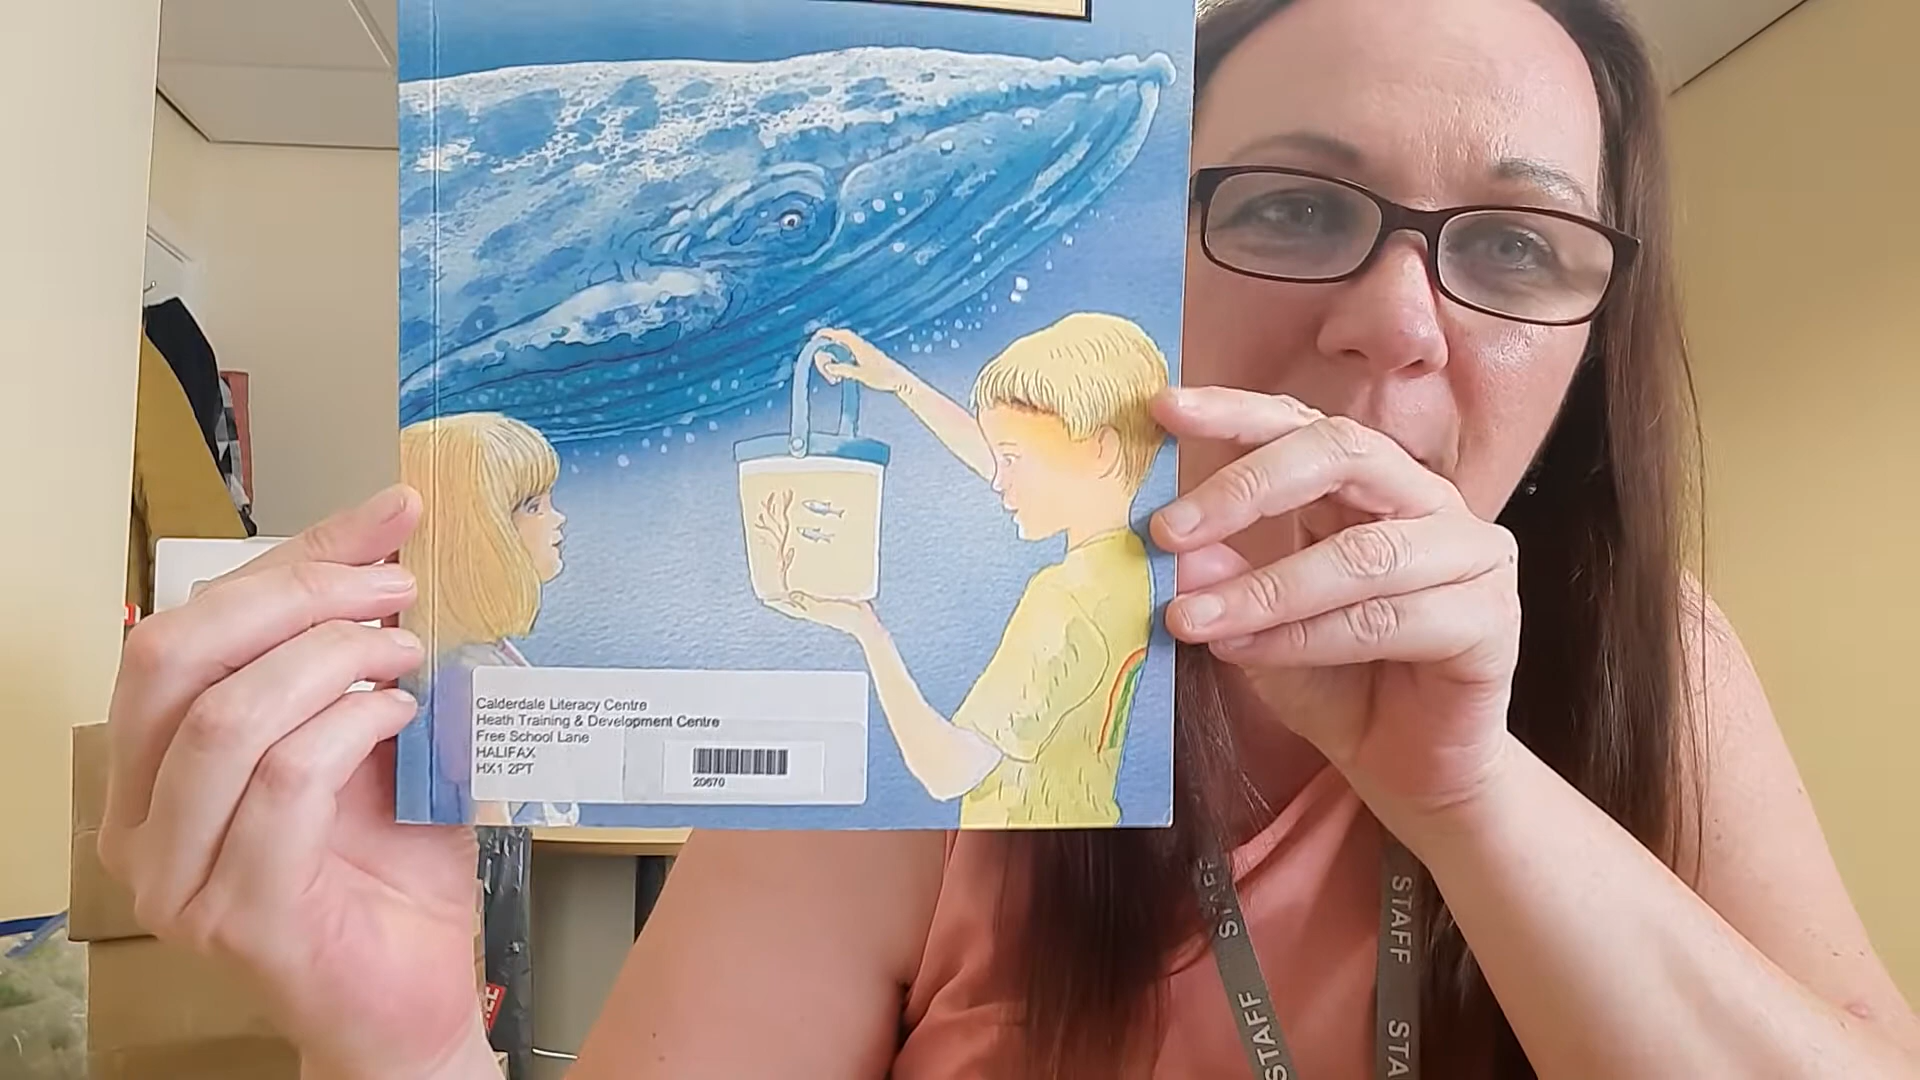 Calderdale Literacy Centre
Heath Training & Development Centre
Free School Lane
HALIFAX
HX1 2PT
20670
STAFF
STAFF
STAFF
STA